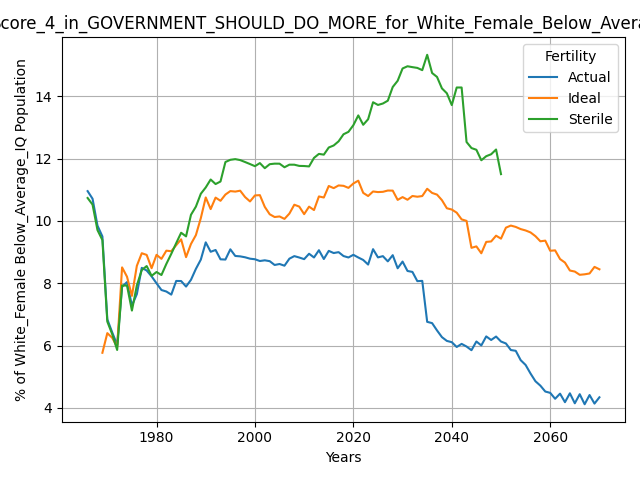 core_4_in_GOVERNMENT_SHOULD_DO_MORE_for_White_Female_Below_Avera
% of White_Female Below_Average_IQ Population
14
12
10
8
6
4
1980 2000 2020 2040 2060
Years
Fertility
Actual
Ideal
Sterile